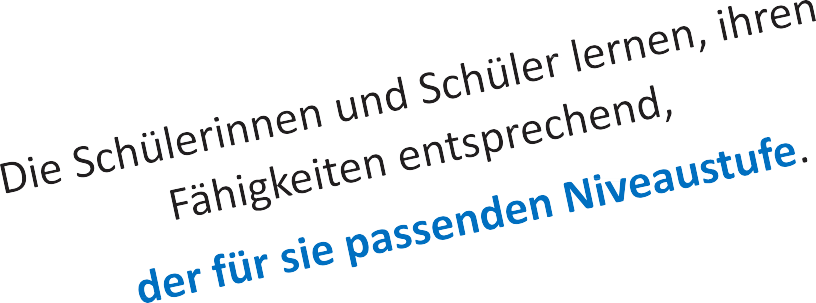 Die Schülerinnen und Schüler lernen, ihren
Fähigkeiten entsprechend,
der für sie passenden Niveaustufe.